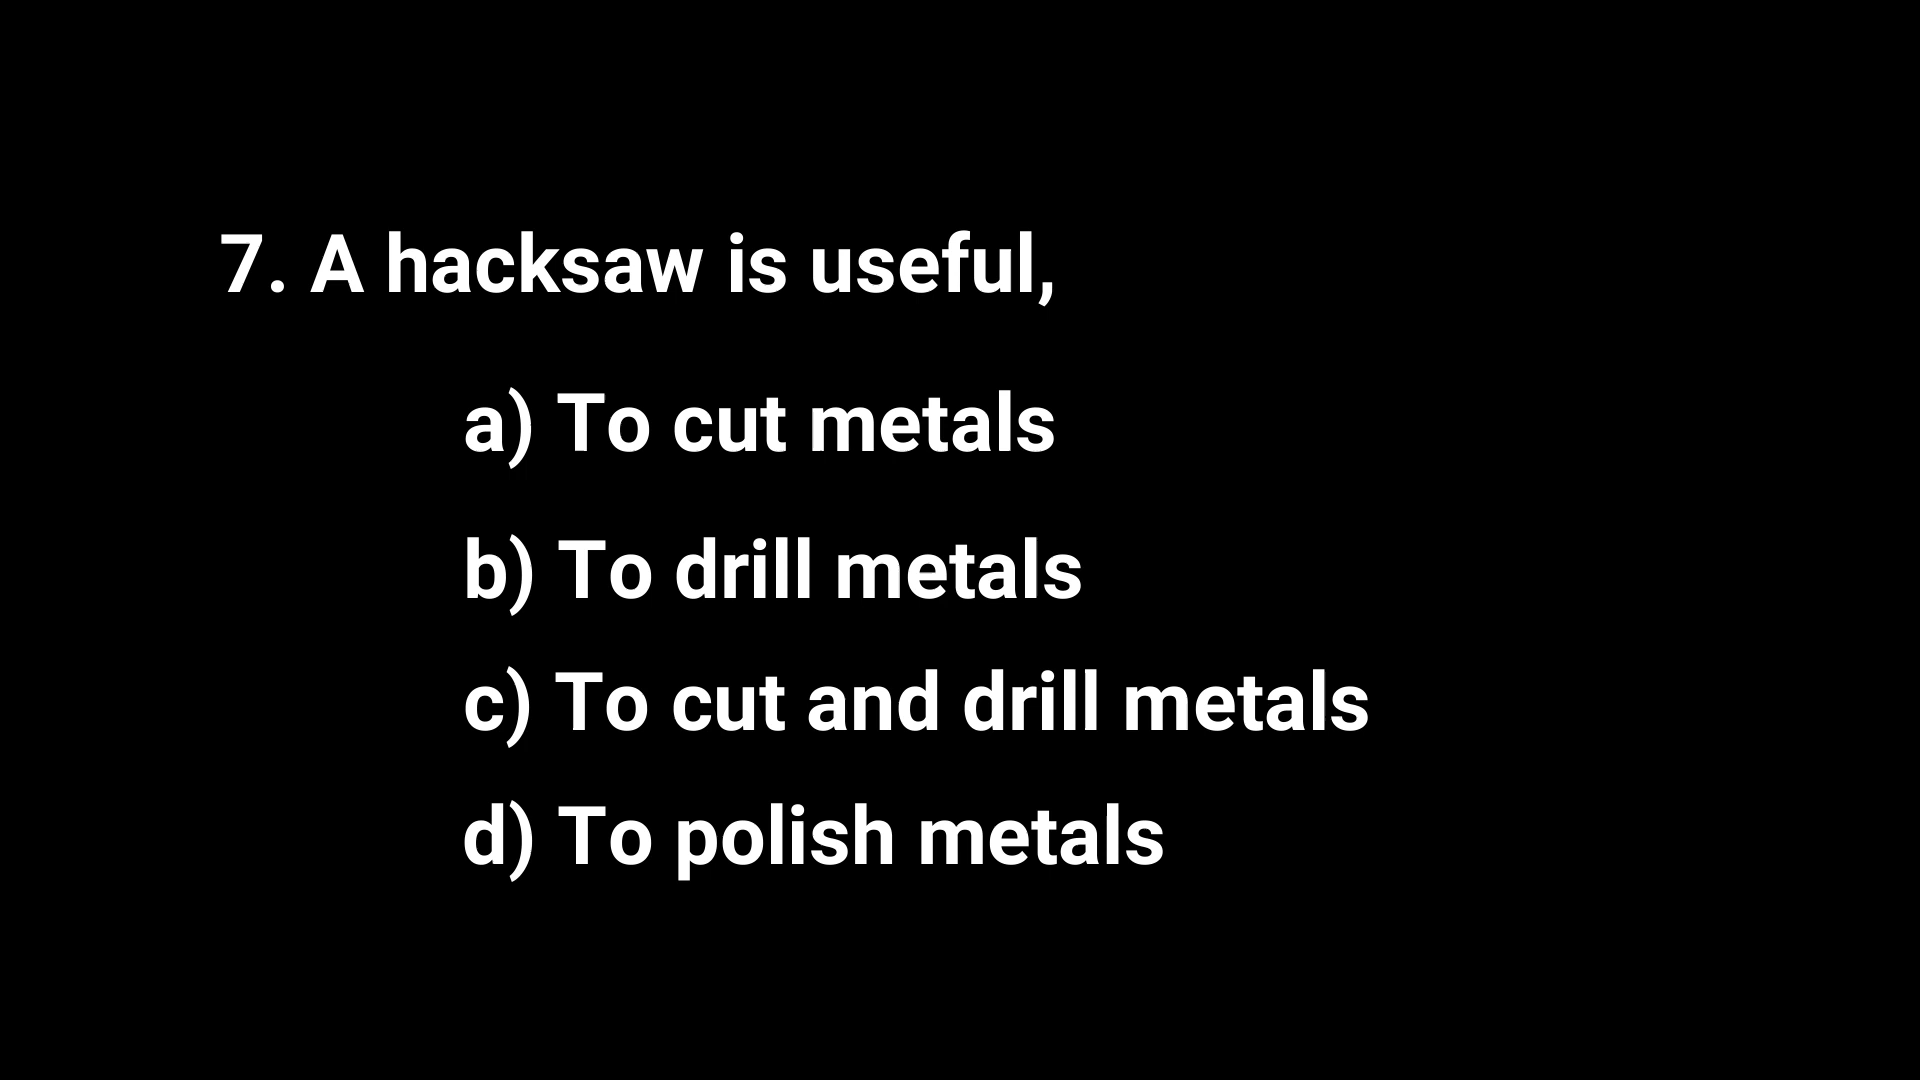 7. A hacksaw is useful,
a) To cut metals
b) To drill metals
c) To cut and drill metals
d) To polish metals